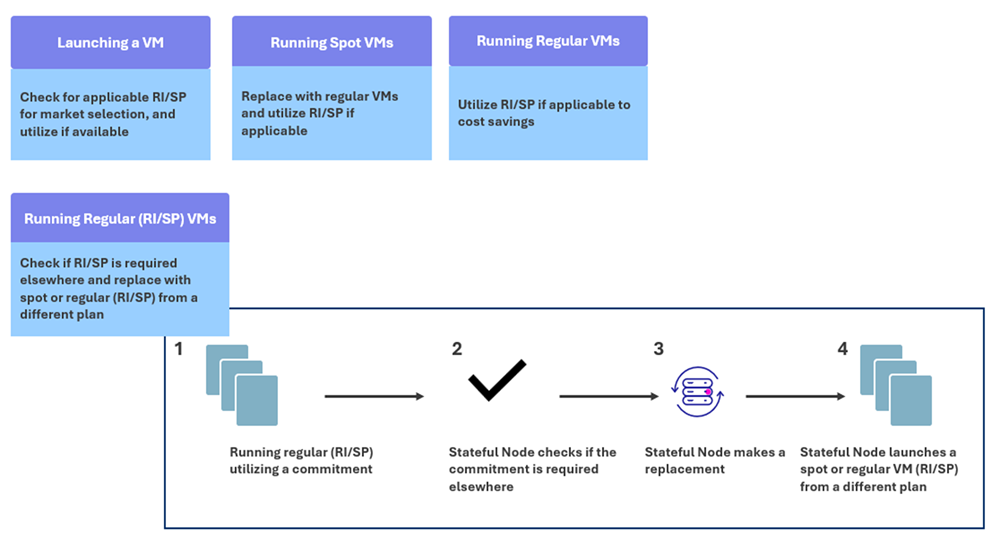 Launching a VM
Check for applicable RI/SP
for market selection, and
utilize if available
Running Spot VMs
Replace with regular VMs
and utilize RI/SP if
applicable
Running Regular VMs
Utilize RI/SP if applicable to
cost savings
Running Regular (RI/SP) VMs
Check if RI/SP is required
elsewhere and replace with
spot or regular (RI/SP) from a
different plan
1
Running regular (RI/SP)
utilizing a commitment
2
Stateful Node checks if the
commitment is required
elsewhere
3
Stateful Node makes a
replacement
4
Stateful Node launches a
spot or regular VM (RI/SP)
from a different plan